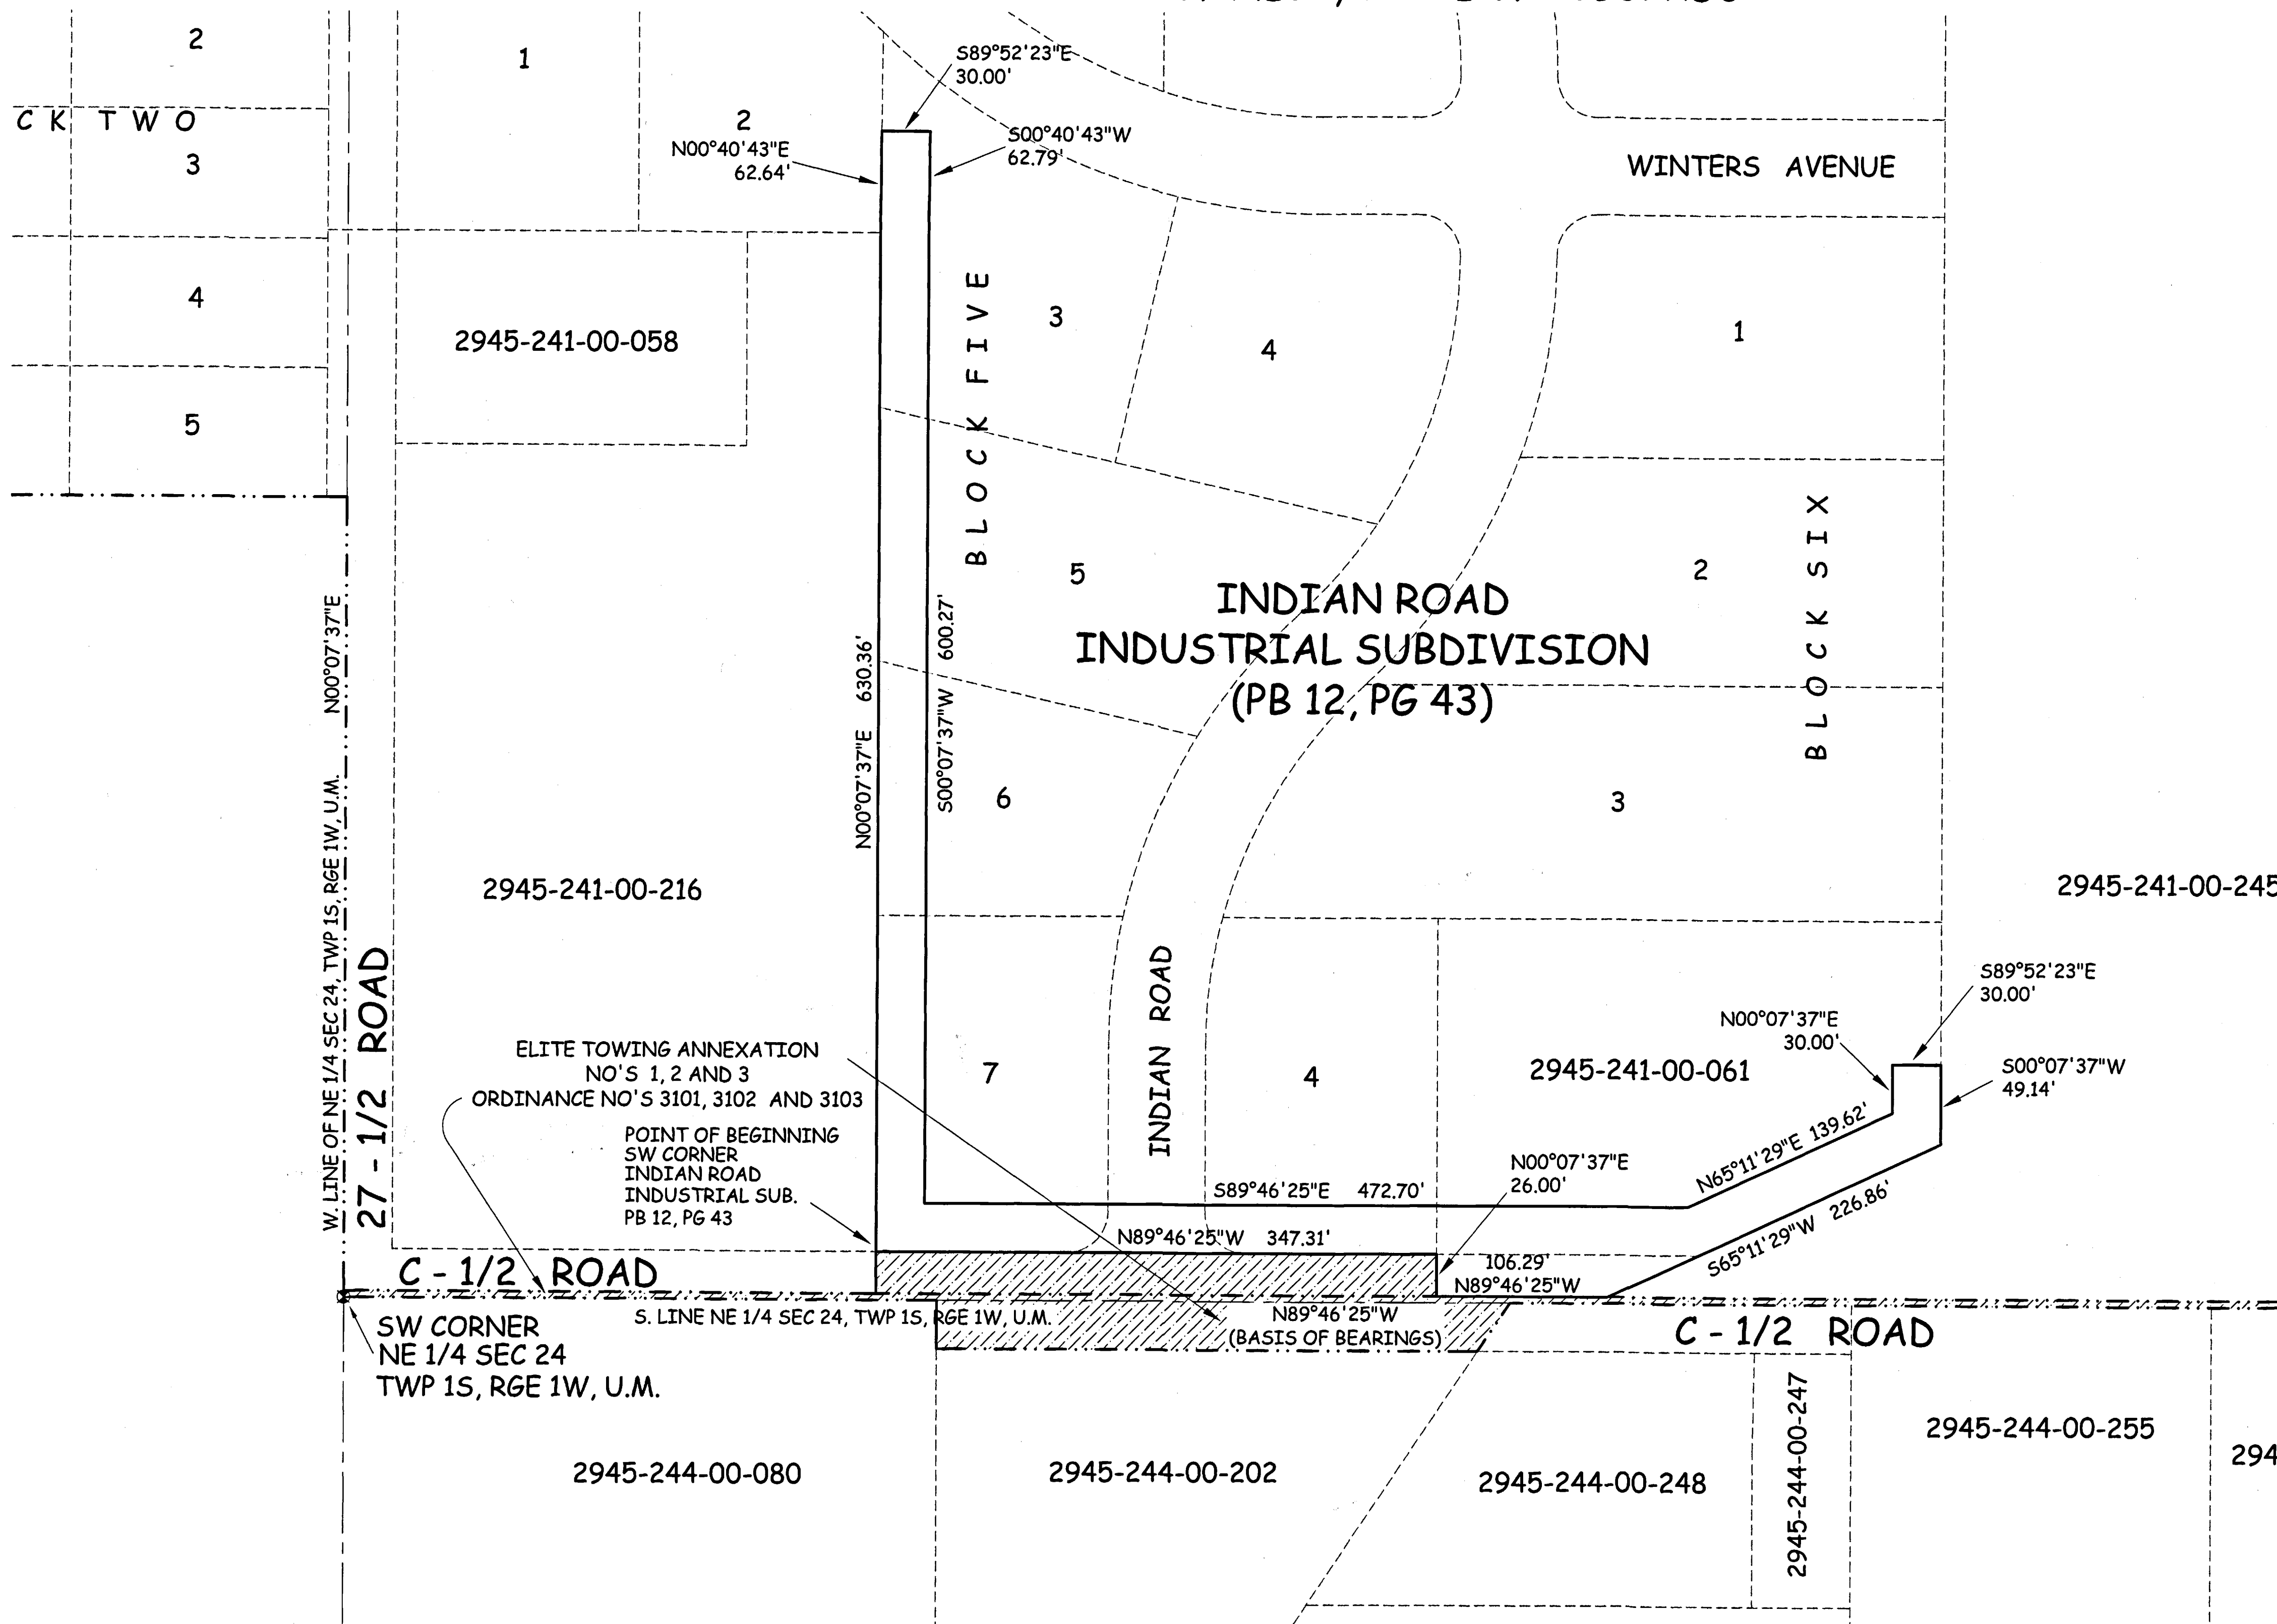 2
1
S89°52'23"E
30.00'
CK TWO
2
N00°40'43"E
62.64'
S00°40'43"W
62.79'
WINTERS AVENUE
3
4
2945-241-00-058
BLOCK FIVE
3
4
1
5
5
INDIAN ROAD
INDUSTRIAL SUBDIVISION
(PB 12, PG 43)
2
BLOCK SIX
W. LINE OF NE 1/4 SEC 24, TWP 1S, RGE 1W, U.M. N00°07'37"E
N00°07'37"E 630.36'
S00°07'37"W 600.27'
6
3
2945-241-00-216
2945-241-00-245
27 - 1/2 ROAD
INDIAN ROAD
S89°52'23"E
30.00'
N00°07'37"E
30.00'
S00°07'37"W
49.14'
ELITE TOWING ANNEXATION
NO'S 1, 2 AND 3
ORDINANCE NO'S 3101, 3102 AND 3103
7
4
2945-241-00-061
POINT OF BEGINNING
SW CORNER
INDIAN ROAD
INDUSTRIAL SUB.
PB 12, PG 43
N65°11'29"E 139.62'
N00°07'37"E
26.00'
S89°46'25"E 472.70'
N89°46'25"W 347.31'
S65°11'29"W 226.86'
C - 1/2 ROAD
106.29'
N89°46'25"W
S. LINE NE 1/4 SEC 24, TWP 1S, RGE 1W, U.M.
N89°46'25"W
(BASIS OF BEARINGS)
C - 1/2 ROAD
SW CORNER
NE 1/4 SEC 24
TWP 1S, RGE 1W, U.M.
2945-244-00-080
2945-244-00-202
2945-244-00-248
2945-244-00-247
2945-244-00-255
294